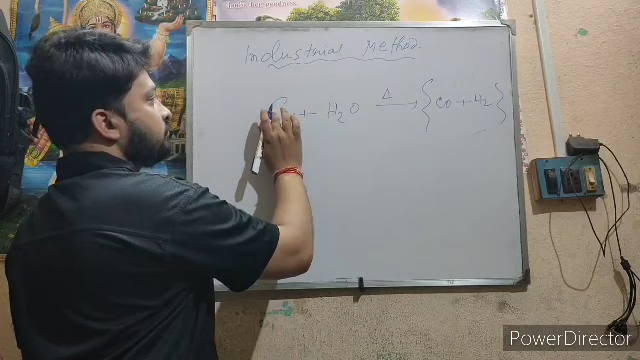 Industrial Method.
C + H2O Δ→ {CO + H2}
PowerDirector